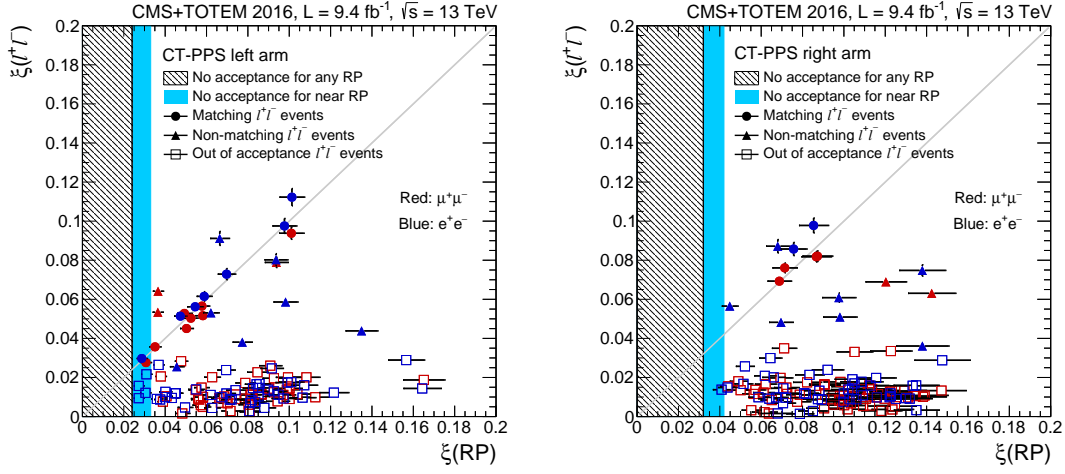 CMS+TOTEM 2016, L = 9.4 fb⁻¹, √s = 13 TeV
ξ(l⁺l⁻)
0.2
0.18
0.16
0.14
0.12
0.1
0.08
0.06
0.04
0.02
0
CT-PPS left arm
No acceptance for any RP
No acceptance for near RP
Matching l⁺l⁻ events
Non-matching l⁺l⁻ events
Out of acceptance l⁺l⁻ events
Red: μ⁺μ⁻
Blue: e⁺e⁻
0 0.02 0.04 0.06 0.08 0.1 0.12 0.14 0.16 0.18 0.2
ξ(RP)
CMS+TOTEM 2016, L = 9.4 fb⁻¹, √s = 13 TeV
ξ(l⁺l⁻)
0.2
0.18
0.16
0.14
0.12
0.1
0.08
0.06
0.04
0.02
0
CT-PPS right arm
No acceptance for any RP
No acceptance for near RP
Matching l⁺l⁻ events
Non-matching l⁺l⁻ events
Out of acceptance l⁺l⁻ events
Red: μ⁺μ⁻
Blue: e⁺e⁻
0 0.02 0.04 0.06 0.08 0.1 0.12 0.14 0.16 0.18 0.2
ξ(RP)